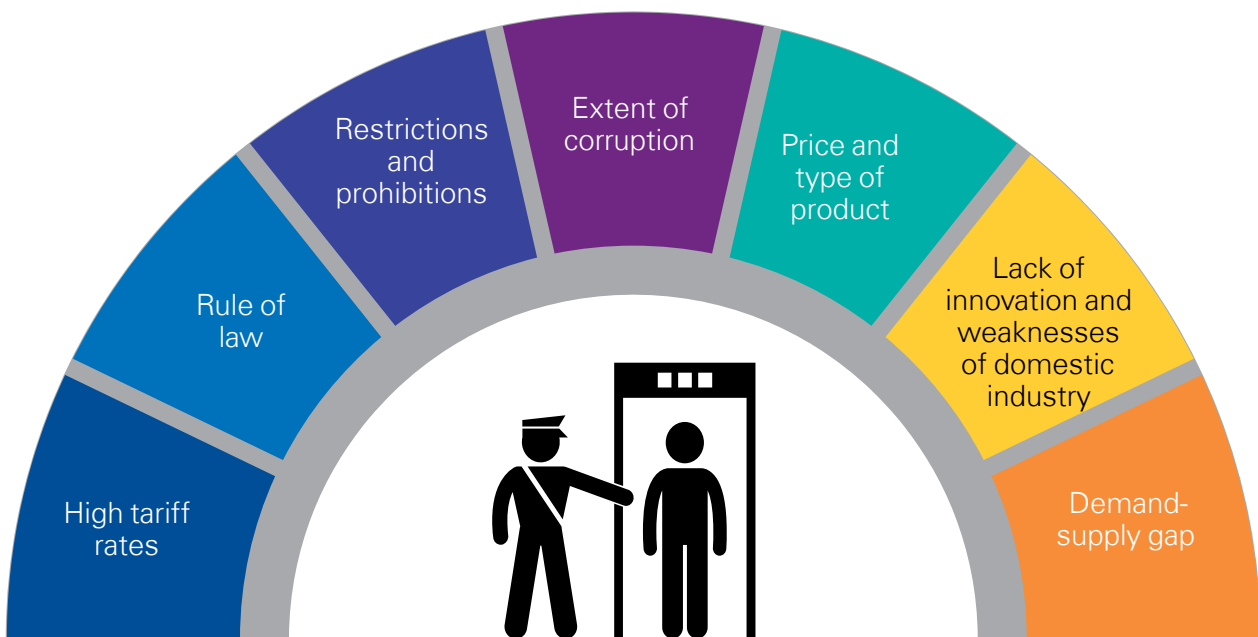 High tariff
rates
Rule of
law
Restrictions
and
prohibitions
Extent of
corruption
Price and
type of
product
Lack of
innovation and
weaknesses
of domestic
industry
Demand-
supply gap